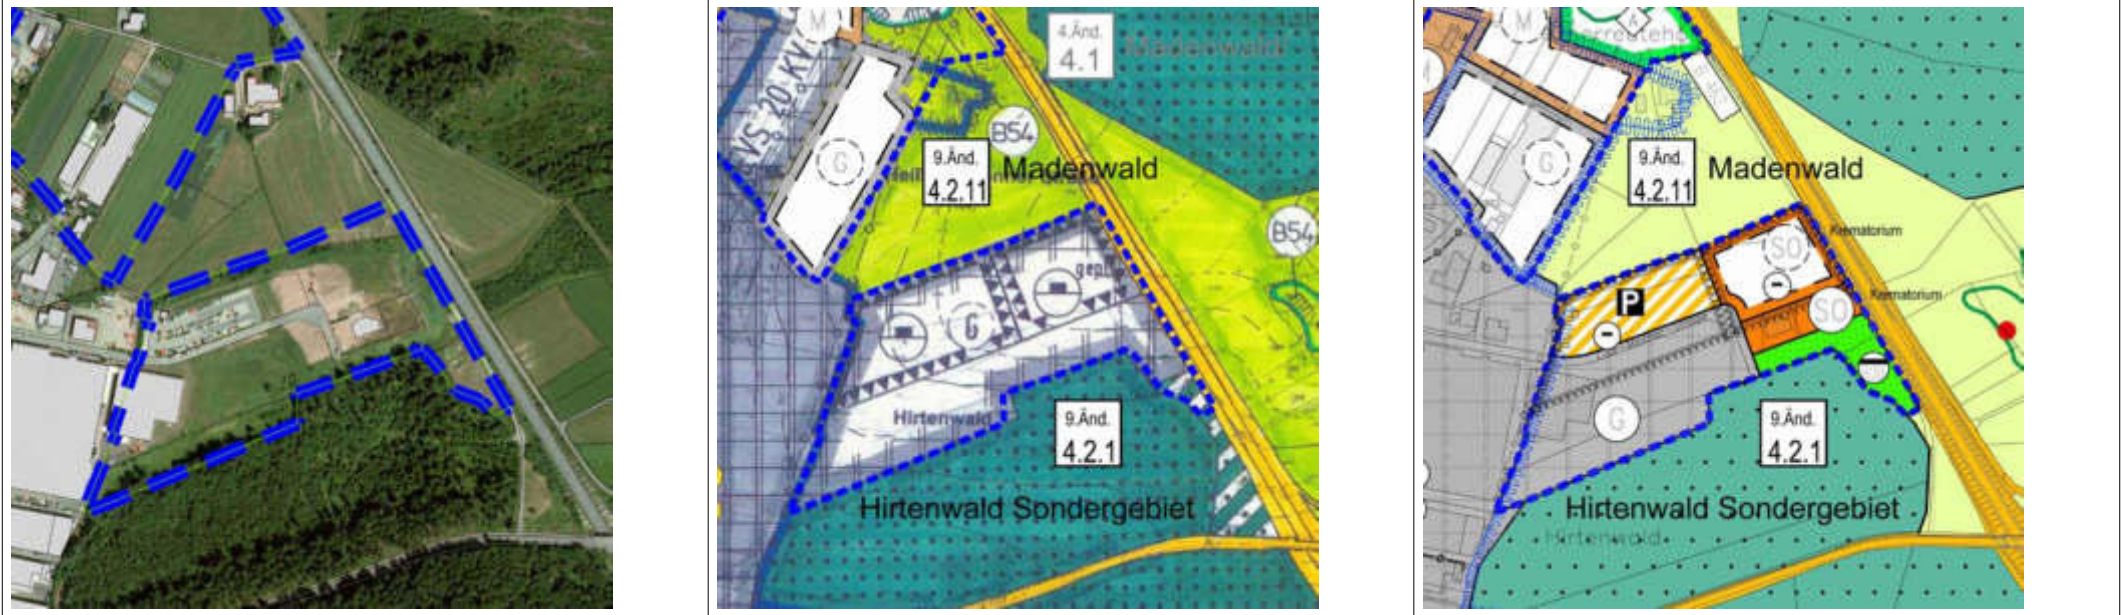 M
4.Änd.
4.1
Madenwald
VS 20 KV
B54
G
9.Änd.
4.2.11
Madenwald
B54
gepl
G
Hirtenwald
9.Änd.
4.2.1
Hirtenwald Sondergebiet
M
A
M
G
9.Änd.
4.2.11
Madenwald
Krematorium
SO
P
Krematorium
SO
G
9.Änd.
4.2.1
Hirtenwald Sondergebiet
Hirtenwald